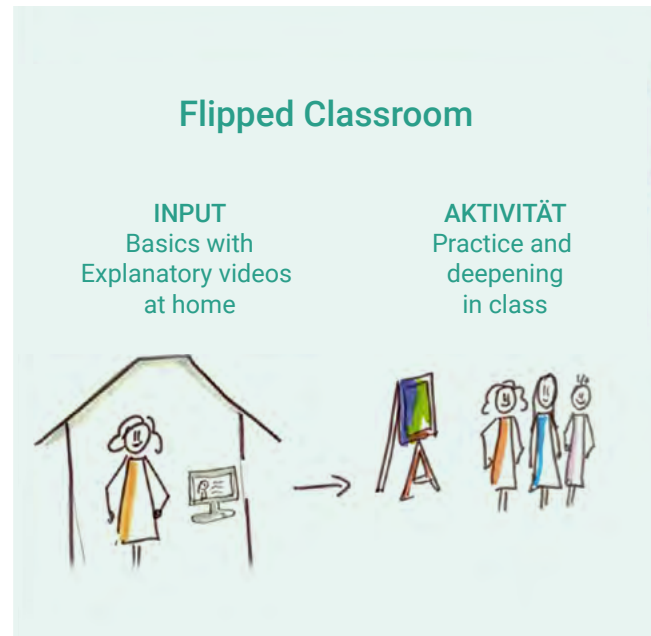 Flipped Classroom
INPUT
Basics with
Explanatory videos
at home
AKTIVITÄT
Practice and
deepening
in class